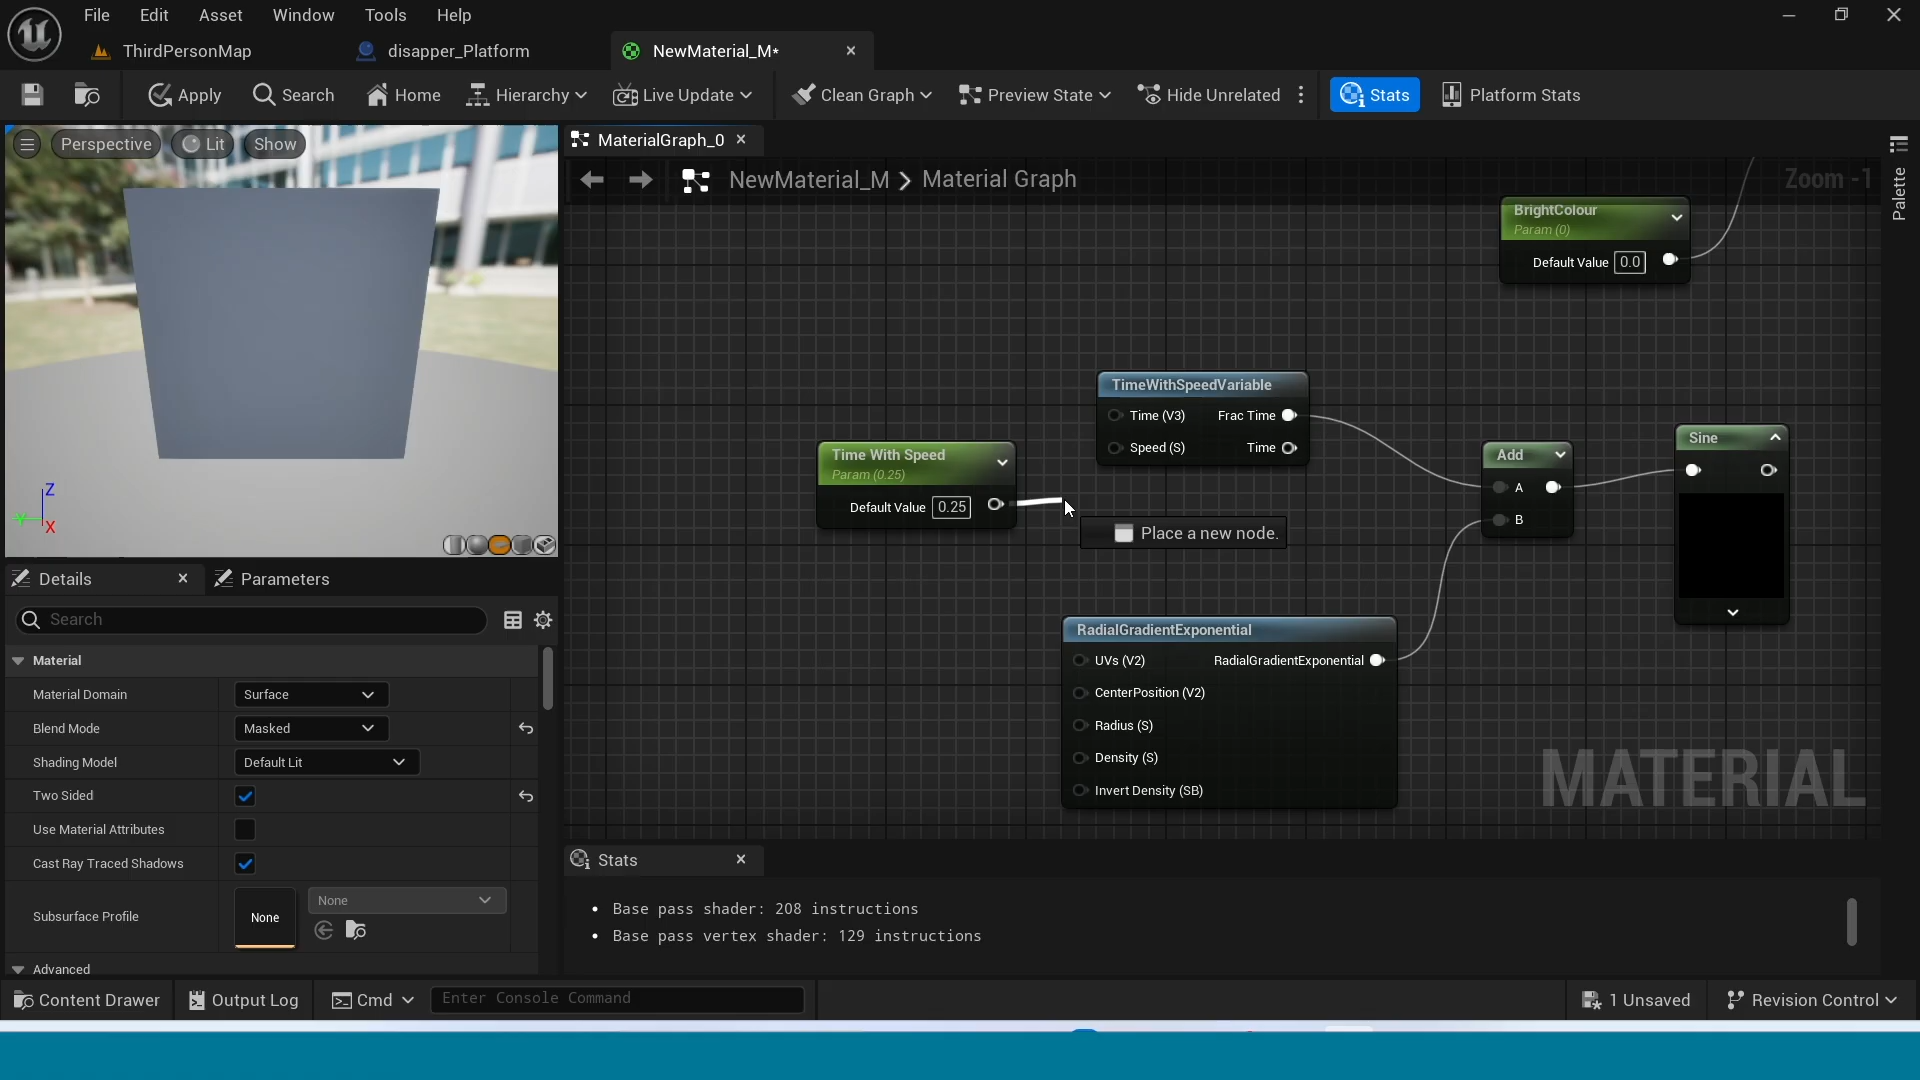 File Edit Asset Window Tools Help
ThirdPersonMap disapper_Platform NewMaterial_M*
Apply Search Home Hierarchy Live Update Clean Graph Preview State Hide Unrelated Stats Platform Stats
Perspective Lit Show
MaterialGraph_0
NewMaterial_M > Material Graph
Zoom -1
Palette
BrightColour
Param (0)
Default Value 0.0
TimeWithSpeedVariable
Time (V3) Frac Time
Speed (S) Time
Time With Speed
Param (0.25)
Default Value 0.25
Place a new node.
Add
A
B
Sine
RadialGradientExponential
UVs (V2) RadialGradientExponential
CenterPosition (V2)
Radius (S)
Density (S)
Invert Density (SB)
MATERIAL
Z
Y
X
Details Parameters
Search
Material
Material Domain Surface
Blend Mode Masked
Shading Model Default Lit
Two Sided
Use Material Attributes
Cast Ray Traced Shadows
Subsurface Profile None None
Advanced
Stats
• Base pass shader: 208 instructions
• Base pass vertex shader: 129 instructions
Content Drawer Output Log Cmd Enter Console Command 1 Unsaved Revision Control